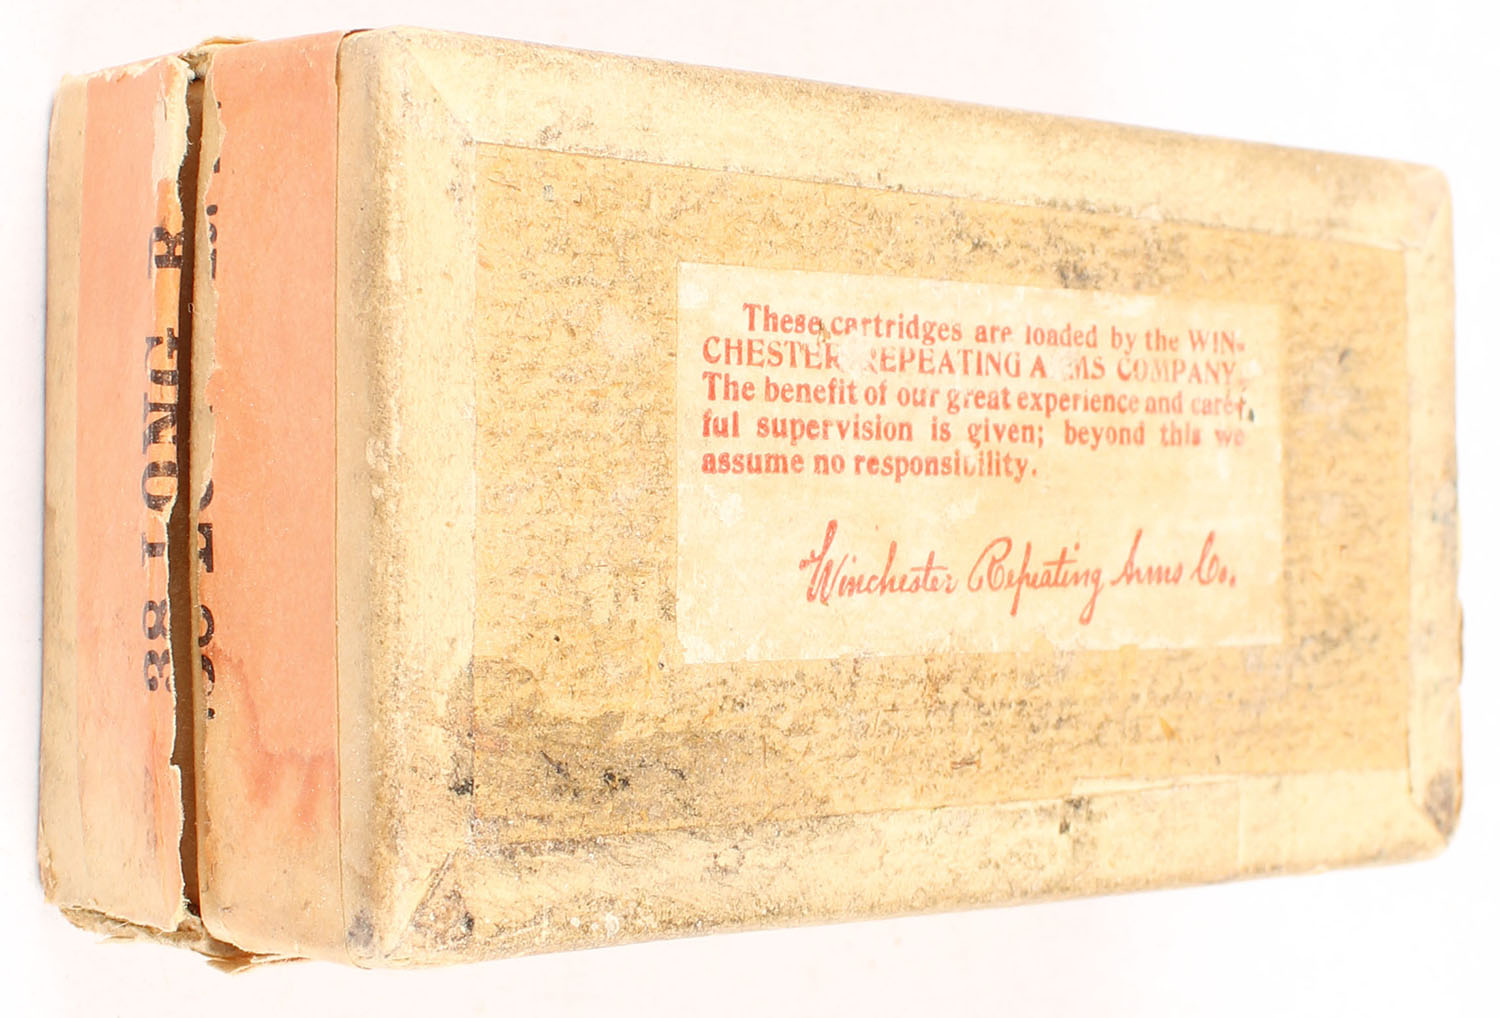 These cartridges are loaded by the WIN-
CHESTER REPEATING ARMS COMPANY.
The benefit of our great experience and care-
ful supervision is given; beyond this we
assume no responsibility.
Winchester Repeating Arms Co.
38 LONG R